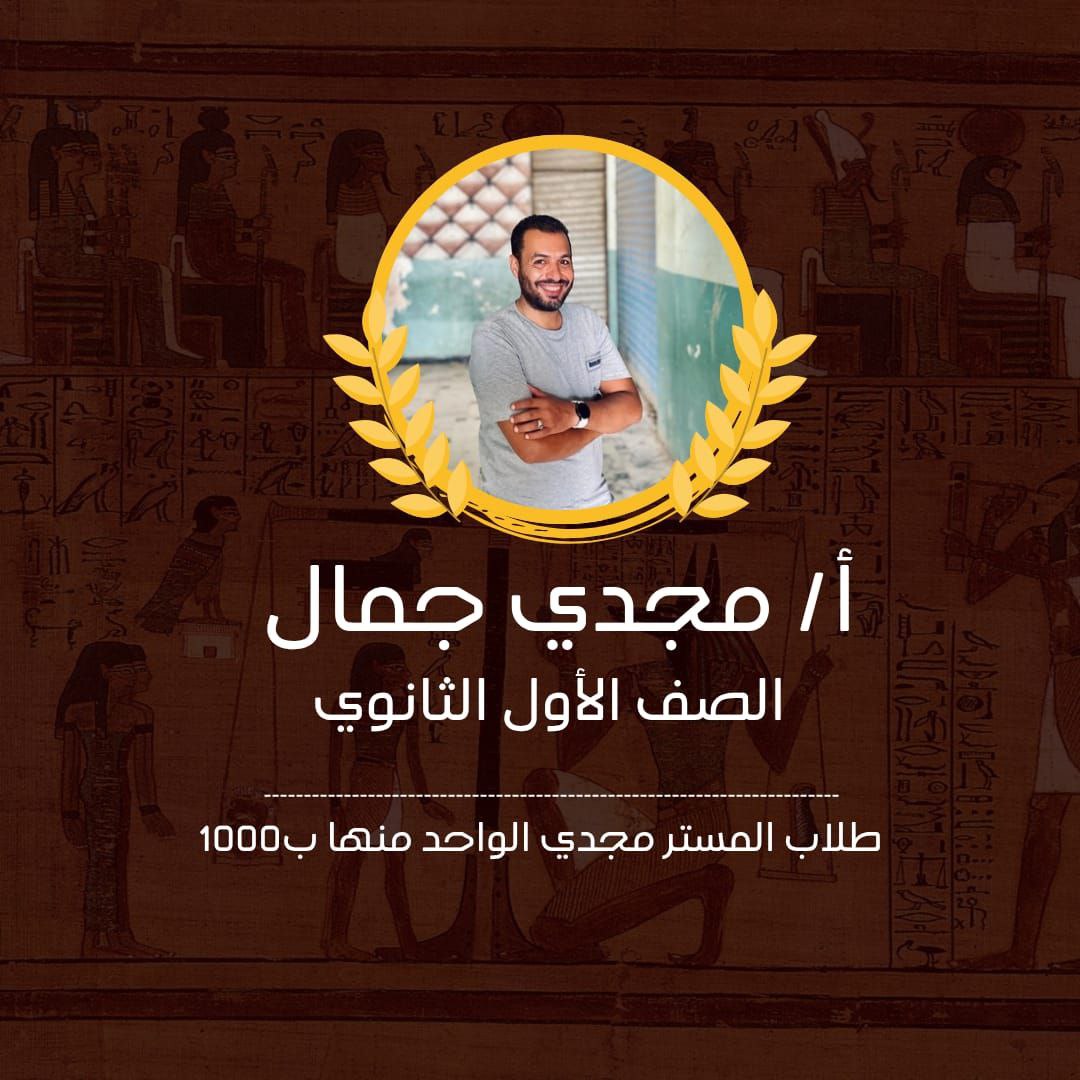 أ/ مجدي جمال
الصف الأول الثانوي
طلاب المستر مجدي الواحد منها ب1000